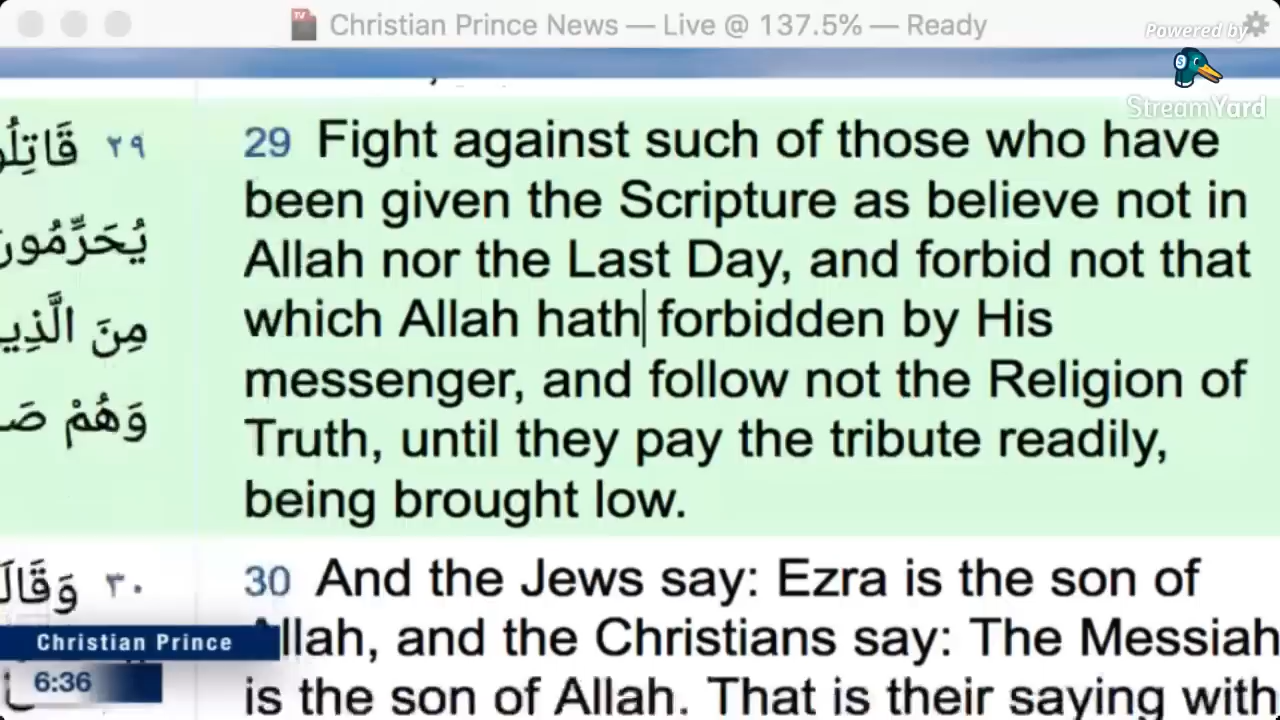 Christian Prince News — Live @ 137.5% — Ready
Powered by
StreamYard
٢٩ 
يُحَرِّمُونَ
مِنَ
وَهُمْ
29 Fight against such of those who have
been given the Scripture as believe not in
Allah nor the Last Day, and forbid not that
which Allah hath forbidden by His
messenger, and follow not the Religion of
Truth, until they pay the tribute readily,
being brought low.
٣٠
30 And the Jews say: Ezra is the son of
Allah, and the Christians say: The Messiah
is the son of Allah. That is their saying with
Christian Prince
6:36